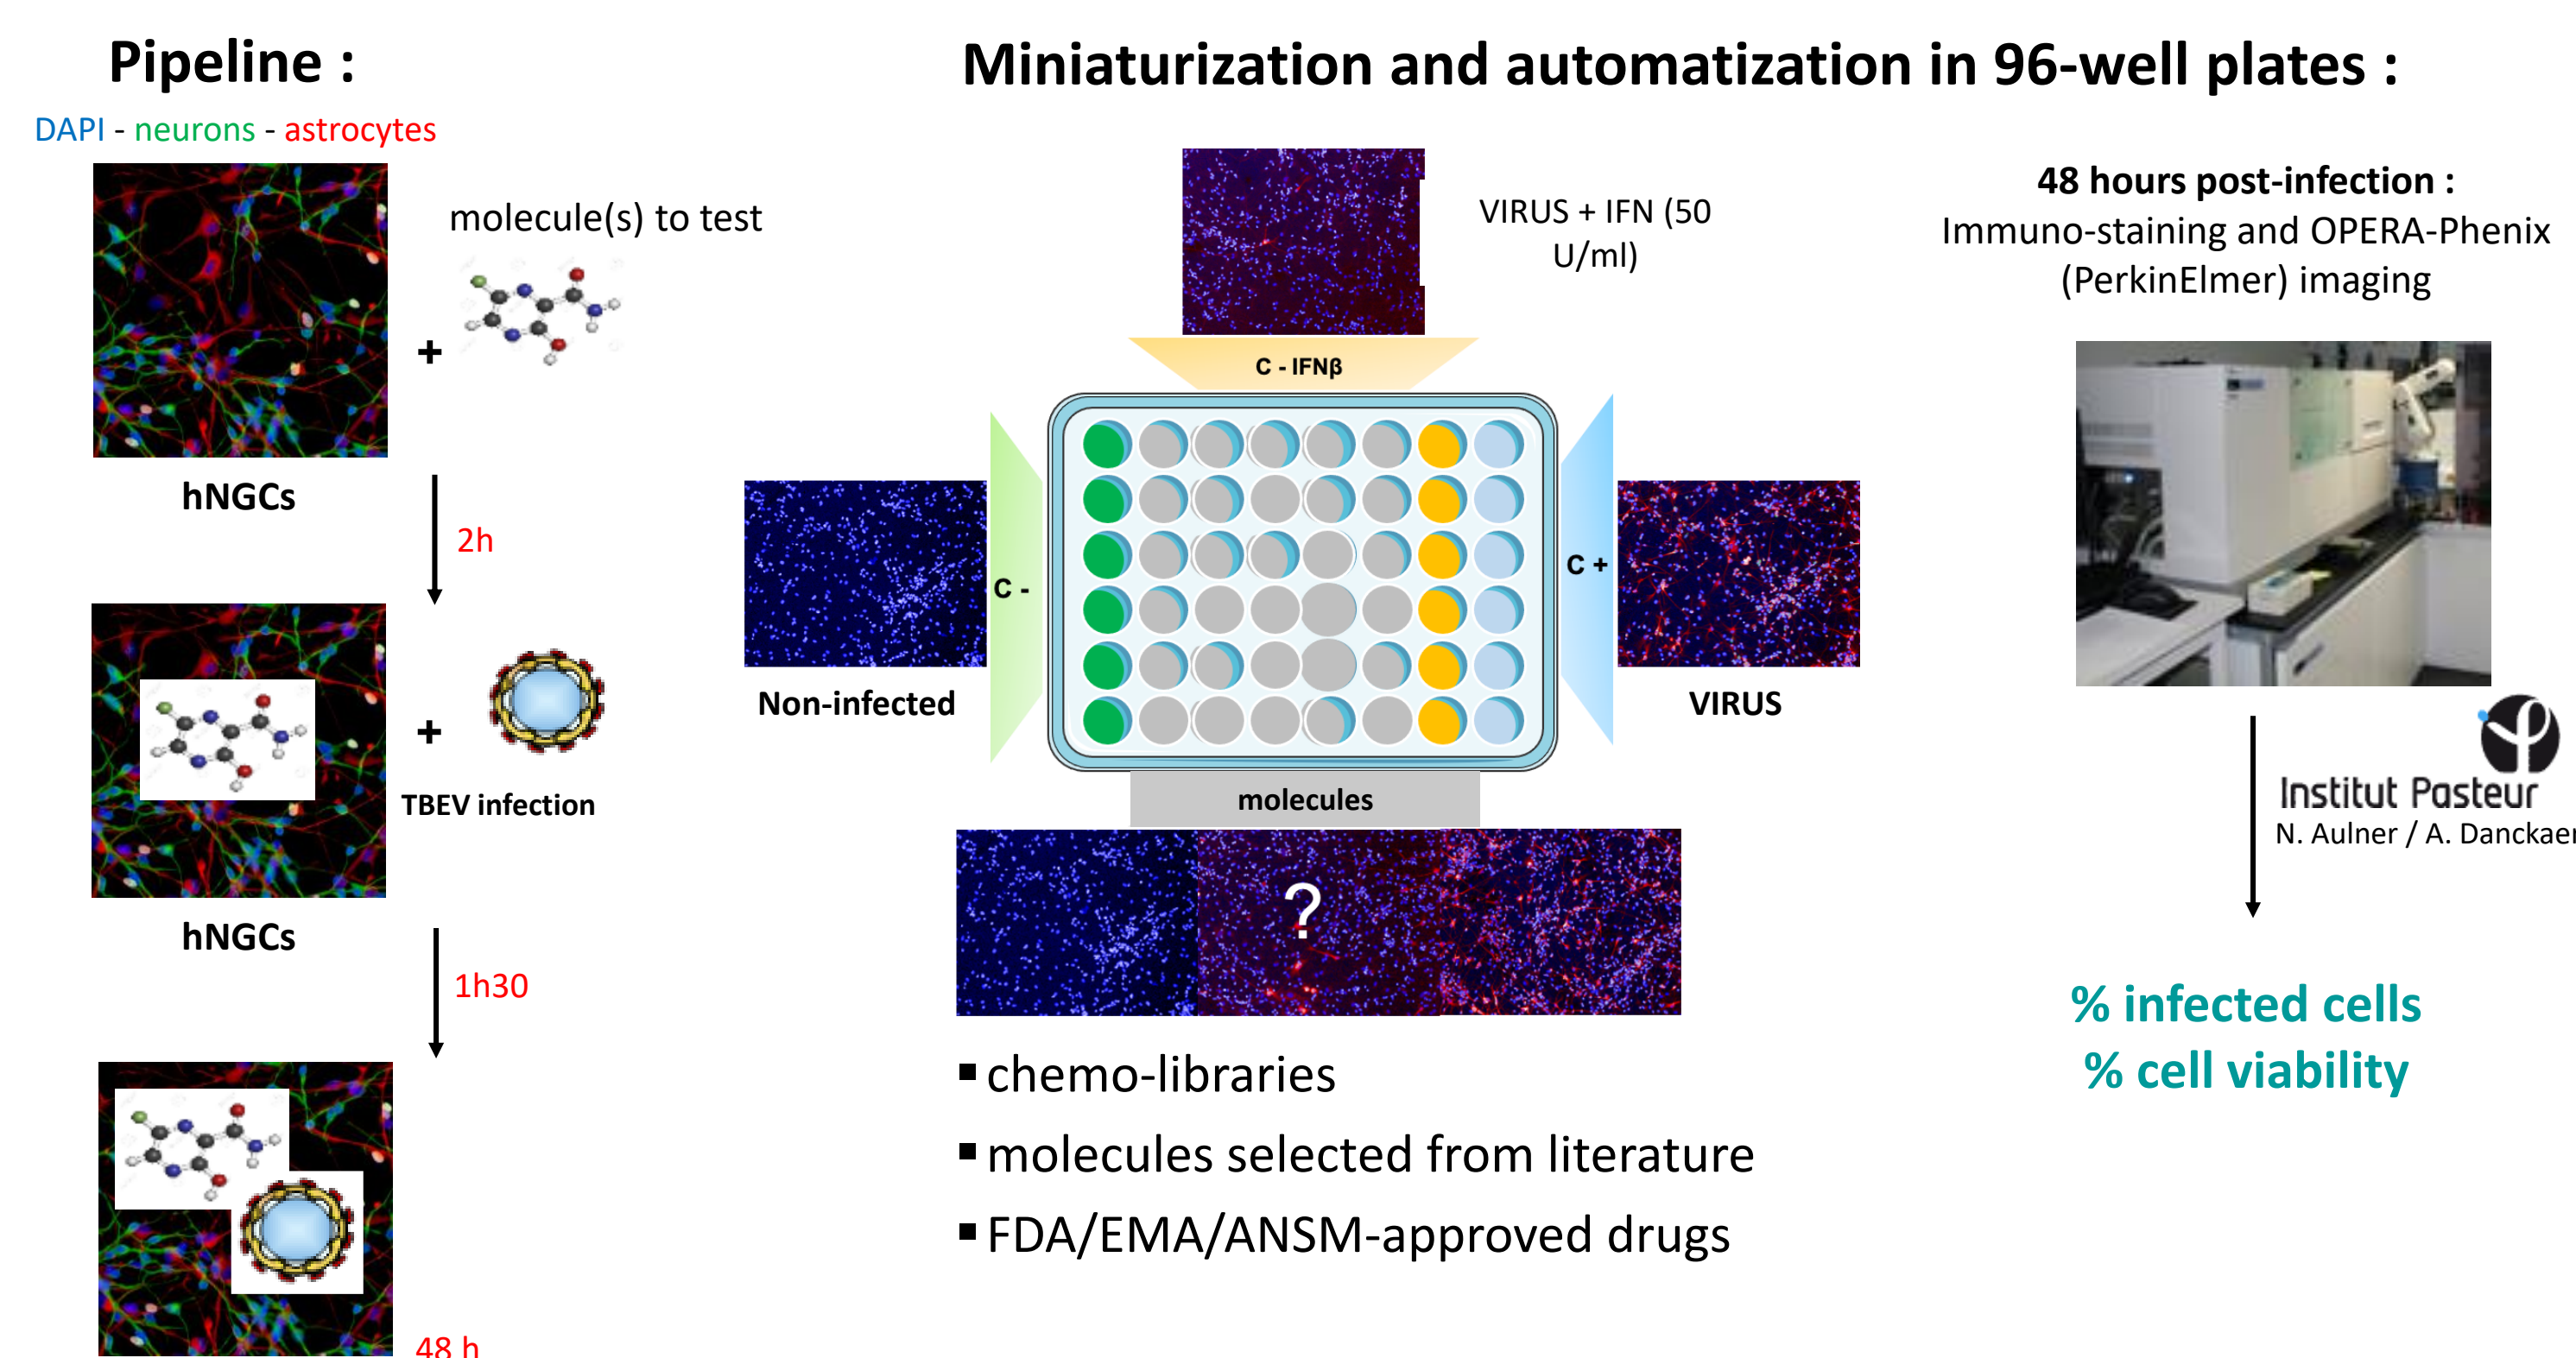 Pipeline :
DAPI - neurons - astrocytes
molecule(s) to test
+
hNGCs
2h
+
TBEV infection
hNGCs
1h30
48 h
Miniaturization and automatization in 96-well plates :
VIRUS + IFN (50
U/ml)
C - IFNβ
C -
C +
Non-infected
VIRUS
molecules
?
▪ chemo-libraries
▪ molecules selected from literature
▪ FDA/EMA/ANSM-approved drugs
48 hours post-infection :
Immuno-staining and OPERA-Phenix
(PerkinElmer) imaging
Institut Pasteur
N. Aulner / A. Danckaer
% infected cells
% cell viability